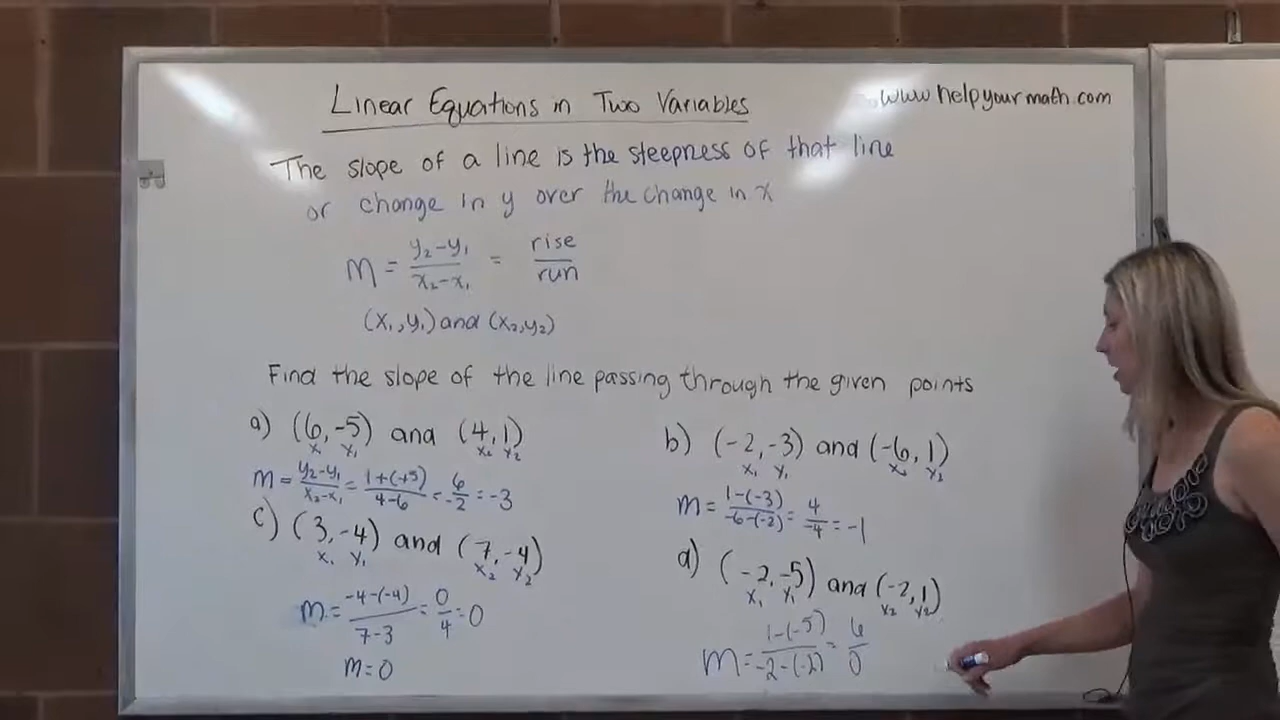 Linear Equations in Two Variables
www.helpyourmath.com
The slope of a line is the steepness of that line
or change in y over the change in x
m = y₂-y₁/x₂-x₁ = rise/run
(x₁,y₁) and (x₂,y₂)
Find the slope of the line passing through the given points
a) (6,-5) and (4,1)
x₁ y₁ x₂ y₂
m = y₂-y₁/x₂-x₁ = 1+(+5)/4-6 = 6/-2 = -3
b) (-2,-3) and (-6,1)
x₁ y₁ x₂ y₂
m = 1-(-3)/-6-(-2) = 4/-4 = -1
c) (3,-4) and (7,-4)
x₁ y₁ x₂ y₂
m = -4-(-4)/7-3 = 0/4 = 0
m=0
d) (-2,-5) and (-2,1)
x₁ y₁ x₂ y₂
m = 1-(-5)/-2-(-2) = 6/0